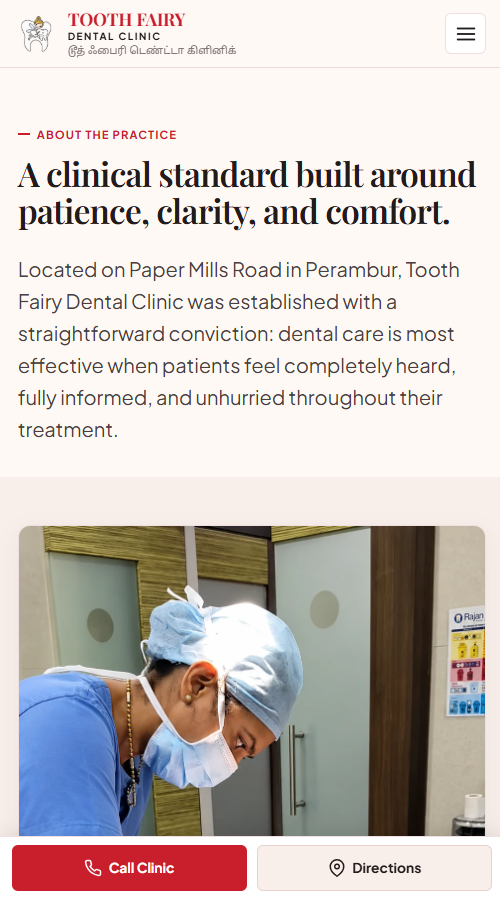 TOOTH FAIRY
DENTAL CLINIC
டூத் ஃபைரி டெண்ட்டா கிளினிக்
ABOUT THE PRACTICE
A clinical standard built around
patience, clarity, and comfort.
Located on Paper Mills Road in Perambur, Tooth
Fairy Dental Clinic was established with a
straightforward conviction: dental care is most
effective when patients feel completely heard,
fully informed, and unhurried throughout their
treatment.
Rajan
Call Clinic
Directions